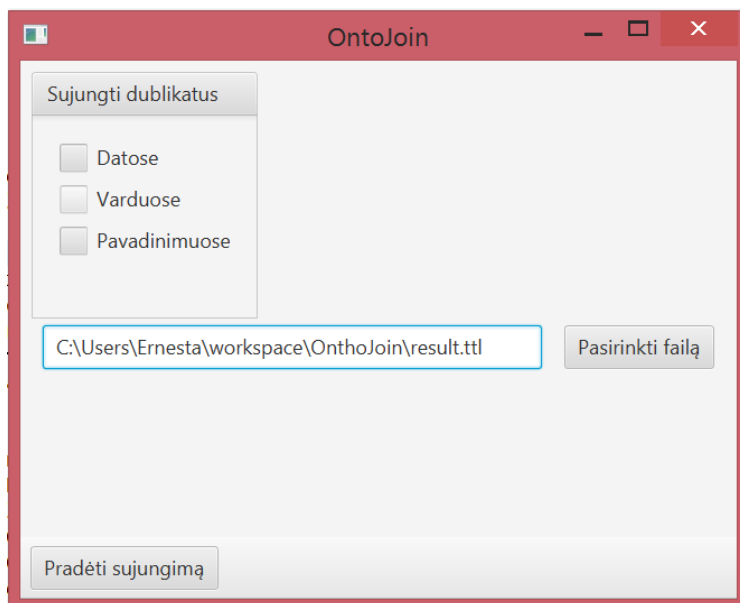 OntoJoin
Sujungti dublikatus
Datose
Varduose
Pavadinimuose
C:\Users\Ernesta\workspace\OnthoJoin\result.ttl
Pasirinkti failą
Pradėti sujungimą